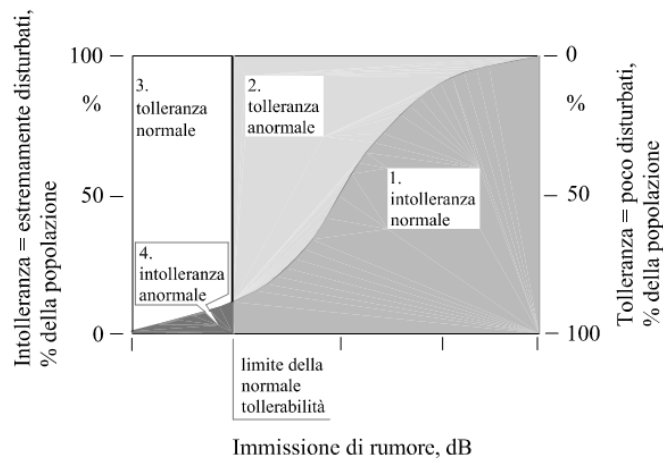 Intolleranza = estremamente disturbati,
% della popolazione
100
%
50
0
3.
tolleranza
normale
2.
tolleranza
anormale
1.
intolleranza
normale
4.
intolleranza
anormale
0
%
50
100
Tolleranza = poco disturbati,
% della popolazione
limite della
normale
tollerabilità
Immissione di rumore, dB